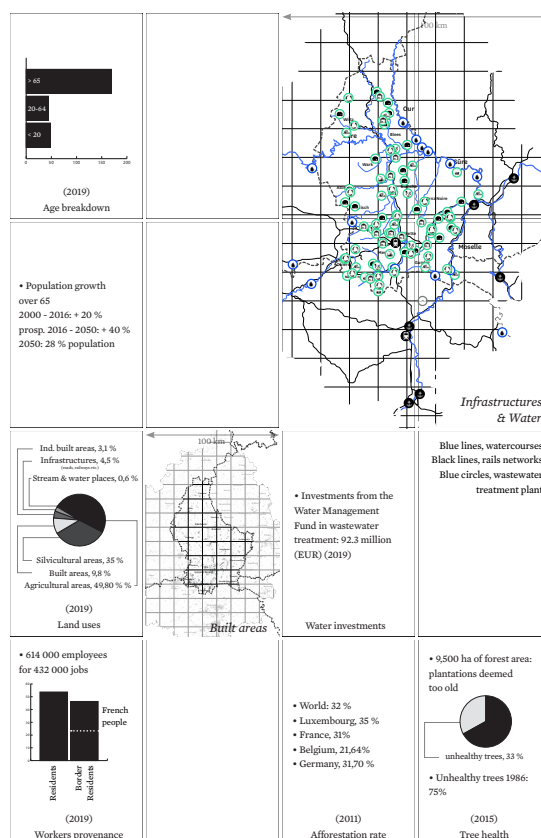 100 km
> 65
20-64
< 20
0
50
100
150
200
(2019)
Age breakdown
Our
Sûre
Moselle
• Population growth
over 65
2000 - 2016: + 20 %
prosp. 2016 - 2050: + 40 %
2050: 28 % population
Infrastructures
& Water
Blue lines, watercourses
Black lines, rails networks
Blue circles, wastewater
treatment plant
Ind. built areas, 3,1 %
Infrastructures, 4,5 %
(roads, railways etc.)
Stream & water places, 0,6 %
Silvicultural areas, 35 %
Built areas, 9,8 %
Agricultural areas, 49,80 % %
(2019)
Land uses
100 km
Built areas
• Investments from the
Water Management
Fund in wastewater
treatment: 92.3 million
(EUR) (2019)
Water investments
• 614 000 employees
for 432 000 jobs
French
people
Residents
Border
Residents
(2019)
Workers provenance
• World: 32 %
• Luxembourg, 35 %
• France, 31%
• Belgium, 21,64%
• Germany, 31,70 %
(2011)
Afforestation rate
• 9,500 ha of forest area:
plantations deemed
too old
unhealthy trees, 33 %
• Unhealthy trees 1986:
75%
(2015)
Tree health